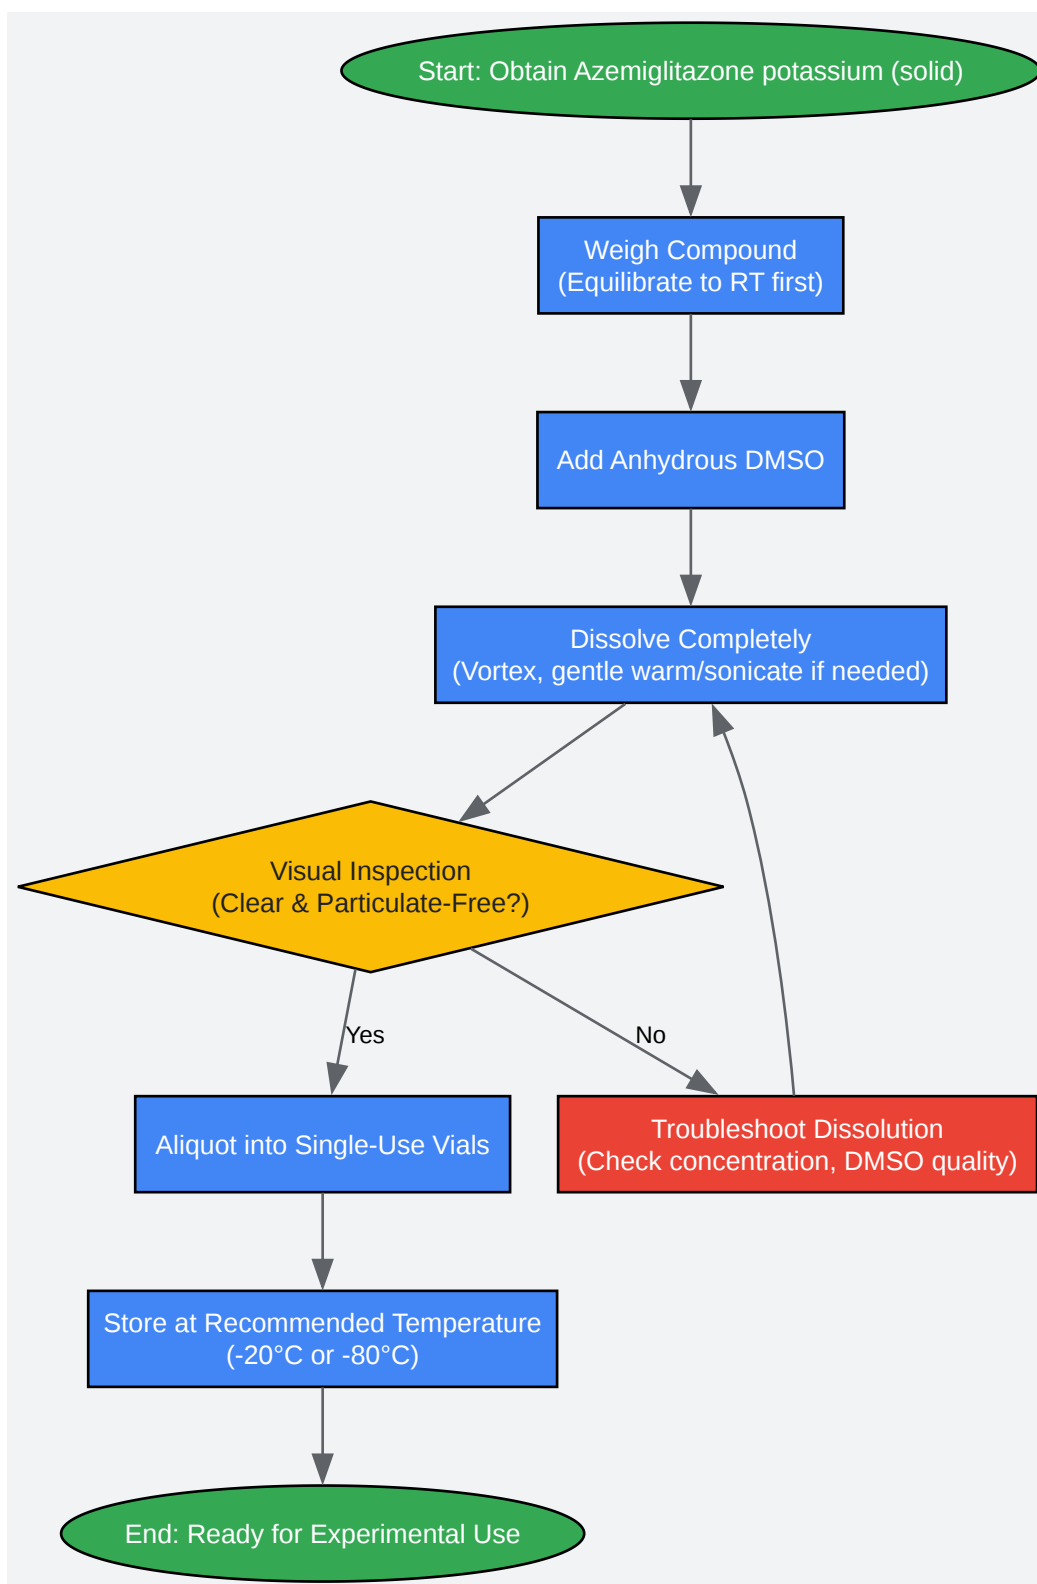 Start: Obtain Azemiglitazone potassium (solid)
Weigh Compound
(Equilibrate to RT first)
Add Anhydrous DMSO
Dissolve Completely
(Vortex, gentle warm/sonicate if needed)
Visual Inspection
(Clear & Particulate-Free?)
Yes
No
Aliquot into Single-Use Vials
Troubleshoot Dissolution
(Check concentration, DMSO quality)
Store at Recommended Temperature
(-20°C or -80°C)
End: Ready for Experimental Use